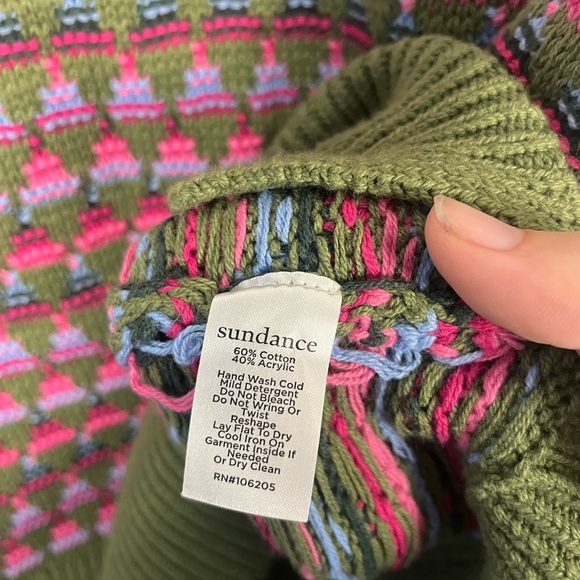 sundance
60% Cotton
40% Acrylic
Hand Wash Cold
Mild Detergent
Do Not Bleach
Do Not Wring Or
Twist
Reshape
Lay Flat To Dry
Cool Iron On
Garment Inside If
Needed
Or Dry Clean
RN#106205